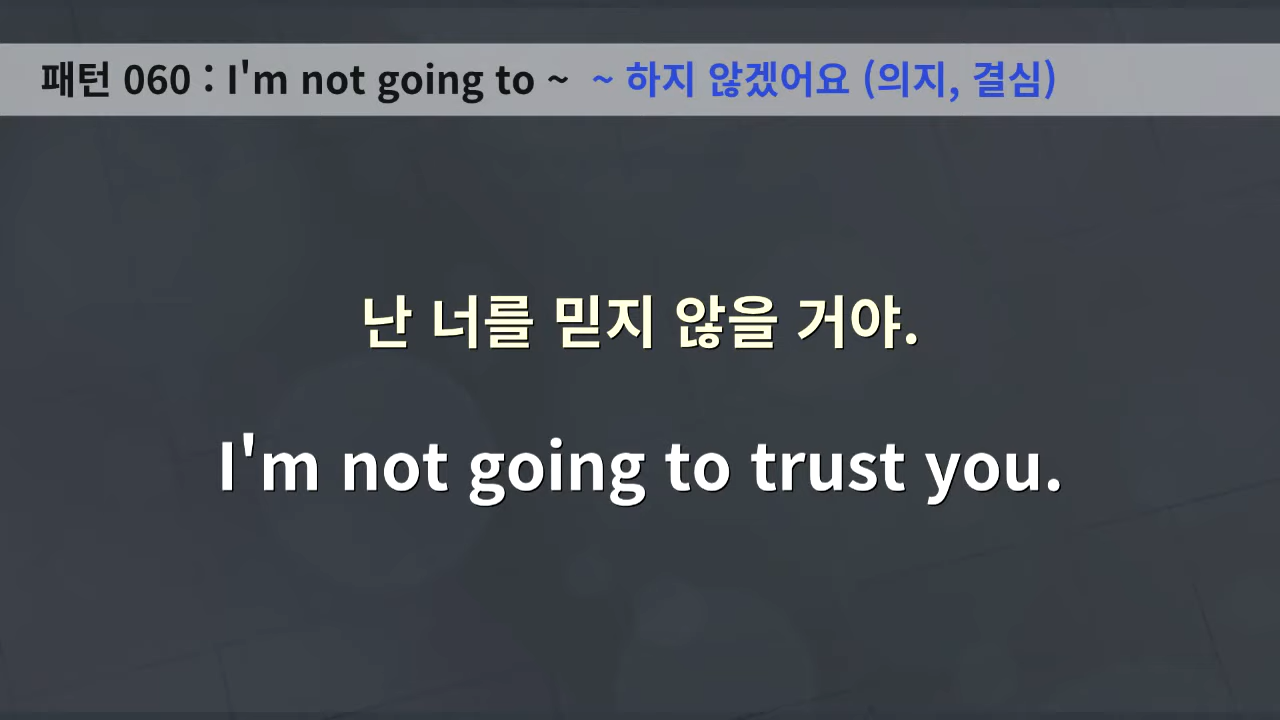 패턴 060 : I'm not going to ~ ~ 하지 않겠어요 (의지, 결심)
난 너를 믿지 않을 거야.
I'm not going to trust you.